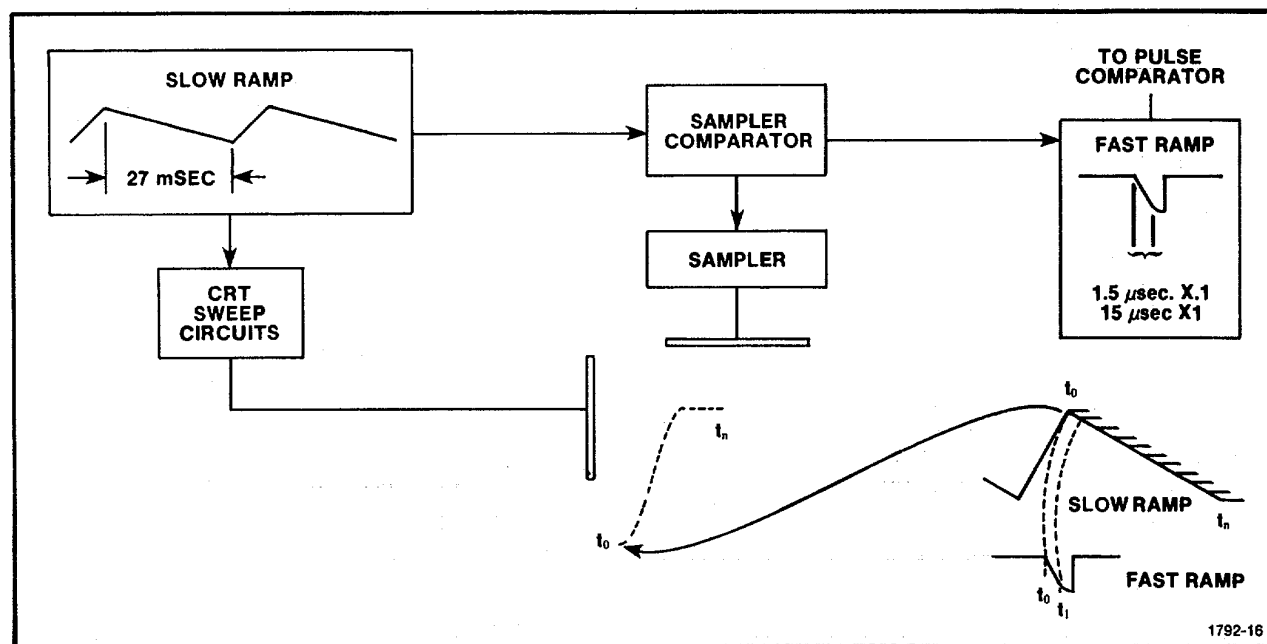 SLOW RAMP
27 mSEC
SAMPLER
COMPARATOR
TO PULSE
COMPARATOR
FAST RAMP
1.5 µsec. X.1
15 µsec X1
CRT
SWEEP
CIRCUITS
SAMPLER
t₀
tₙ
t₀
SLOW RAMP
tₙ
t₀
t₁
FAST RAMP
1792-16